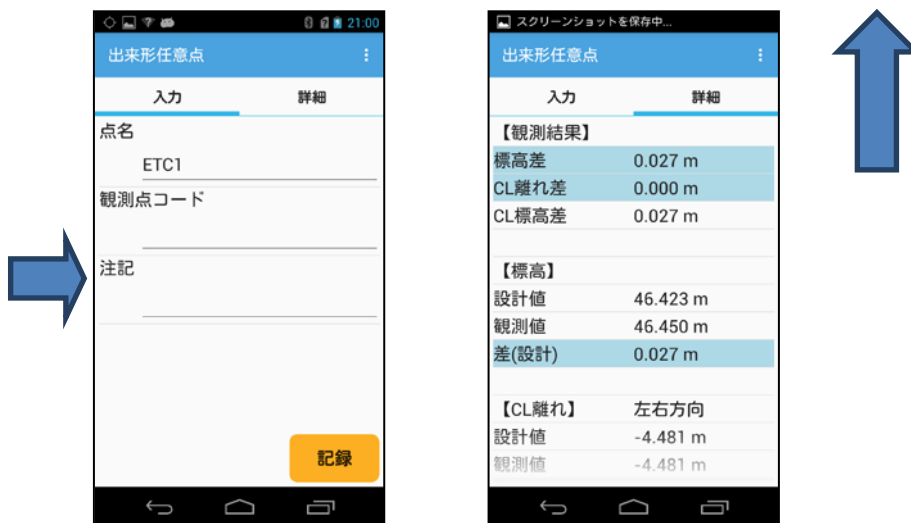 21:00
出来形任意点
入力 詳細
点名
ETC1
観測点コード
注記
記録
スクリーンショットを保存中...
出来形任意点
入力 詳細
【観測結果】
標高差 0.027 m
CL離れ差 0.000 m
CL標高差 0.027 m
【標高】
設計値 46.423 m
観測値 46.450 m
差(設計) 0.027 m
【CL離れ】 左右方向
設計値 -4.481 m
観測値 -4.481 m